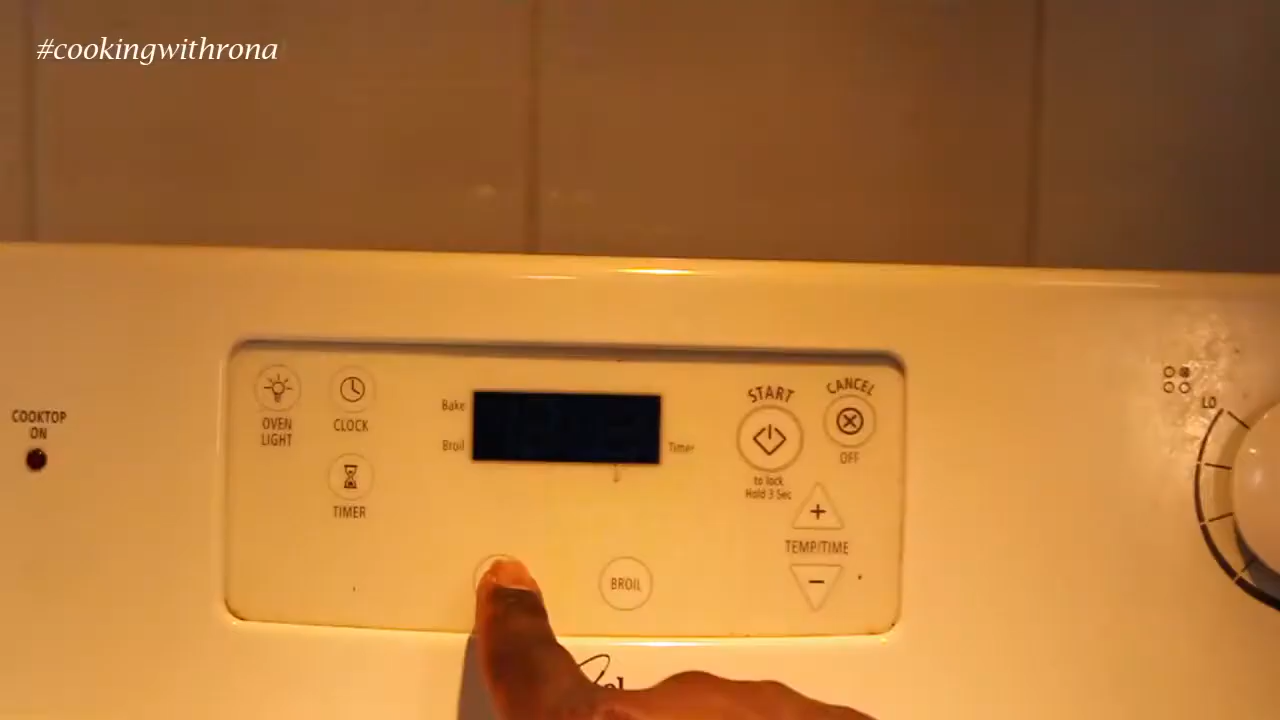 #cookingwithrona
COOKTOP
ON
OVEN
LIGHT
CLOCK
TIMER
Bake
Broil
Timer
BROIL
START
to lock
Hold 3 Sec
CANCEL
OFF
+
TEMP/TIME
−
LO